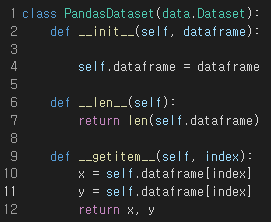 1 class PandasDataset(data.Dataset):
2     def __init__(self, dataframe):
3
4         self.dataframe = dataframe
5
6     def __len__(self):
7         return len(self.dataframe)
8
9     def __getitem__(self, index):
10         x = self.dataframe[index]
11         y = self.dataframe[index]
12         return x, y